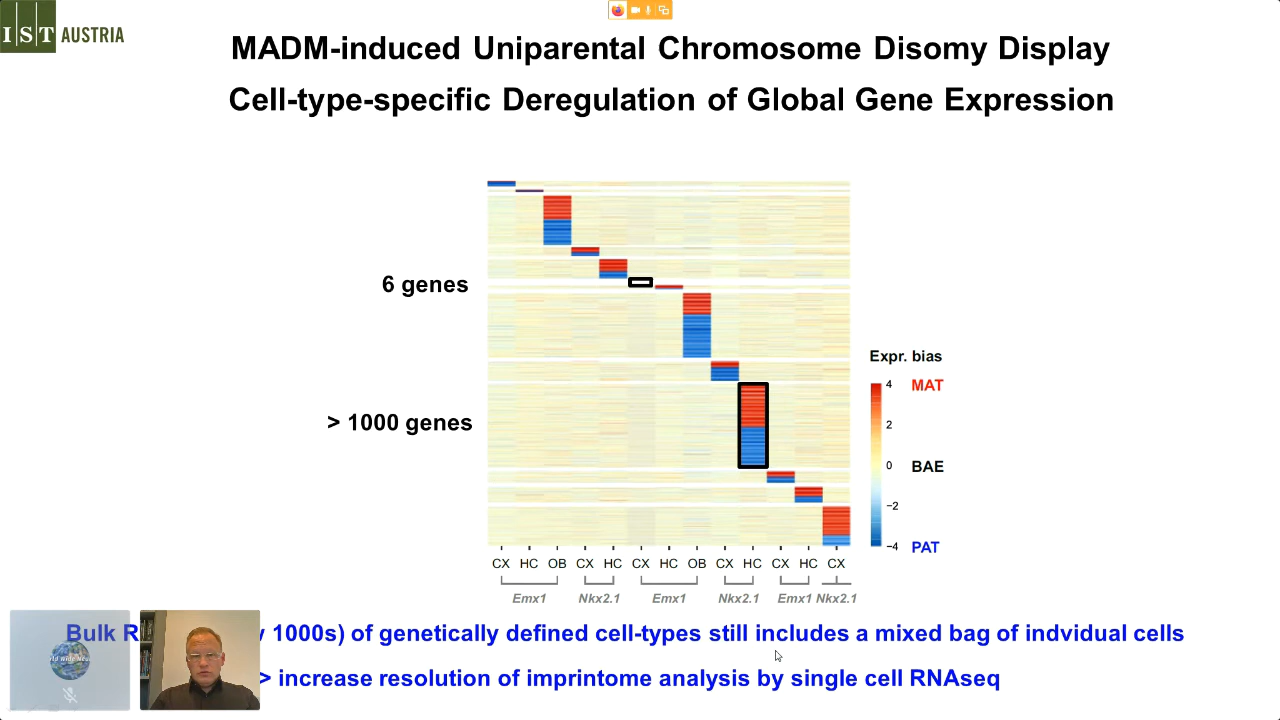 IST AUSTRIA
MADM-induced Uniparental Chromosome Disomy Display
Cell-type-specific Deregulation of Global Gene Expression
6 genes
> 1000 genes
Expr. bias
4 MAT
2
0 BAE
−2
−4 PAT
CX HC OB CX HC CX HC OB CX HC CX HC CX
Emx1 Nkx2.1 Emx1 Nkx2.1 Emx1 Nkx2.1
Bulk 1000s) of genetically defined cell-types still includes a mixed bag of indvidual cells
> increase resolution of imprintome analysis by single cell RNAseq